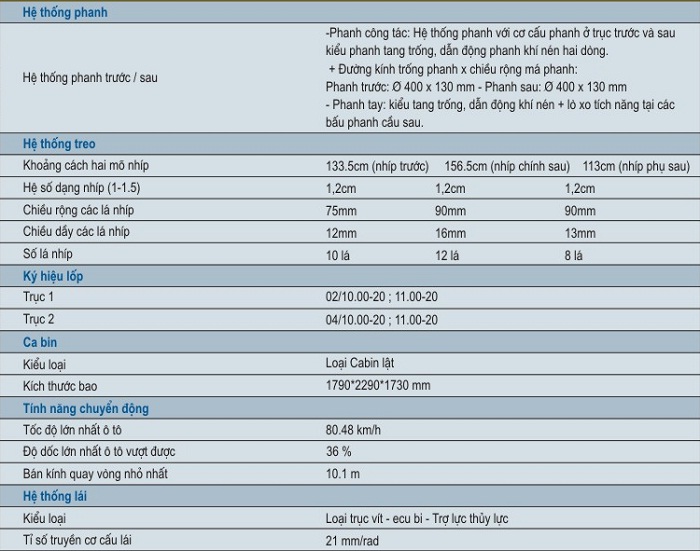 Hệ thống phanh
Hệ thống phanh trước / sau
-Phanh công tác: Hệ thống phanh với cơ cấu phanh ở trục trước và sau
kiểu phanh tang trống, dẫn động phanh khí nén hai dòng.
+ Đường kính trống phanh x chiều rộng má phanh:
Phanh trước: Ø 400 x 130 mm - Phanh sau: Ø 400 x 130 mm
- Phanh tay: kiểu tang trống, dẫn động khí nén + lò xo tích năng tại các
bầu phanh cầu sau.
Hệ thống treo
Khoảng cách hai mõ nhíp 133.5cm (nhíp trước) 156.5cm (nhíp chính sau) 113cm (nhíp phụ sau)
Hệ số dạng nhíp (1-1.5) 1,2cm 1,2cm 1,2cm
Chiều rộng các lá nhíp 75mm 90mm 90mm
Chiều dầy các lá nhíp 12mm 16mm 13mm
Số lá nhíp 10 lá 12 lá 8 lá
Ký hiệu lốp
Trục 1 02/10.00-20 ; 11.00-20
Trục 2 04/10.00-20 ; 11.00-20
Ca bin
Kiểu loại Loại Cabin lật
Kích thước bao 1790*2290*1730 mm
Tính năng chuyển động
Tốc độ lớn nhất ô tô 80.48 km/h
Độ dốc lớn nhất ô tô vượt được 36 %
Bán kính quay vòng nhỏ nhất 10.1 m
Hệ thống lái
Kiểu loại Loại trục vít - ecu bi - Trợ lực thủy lực
Tỉ số truyền cơ cấu lái 21 mm/rad